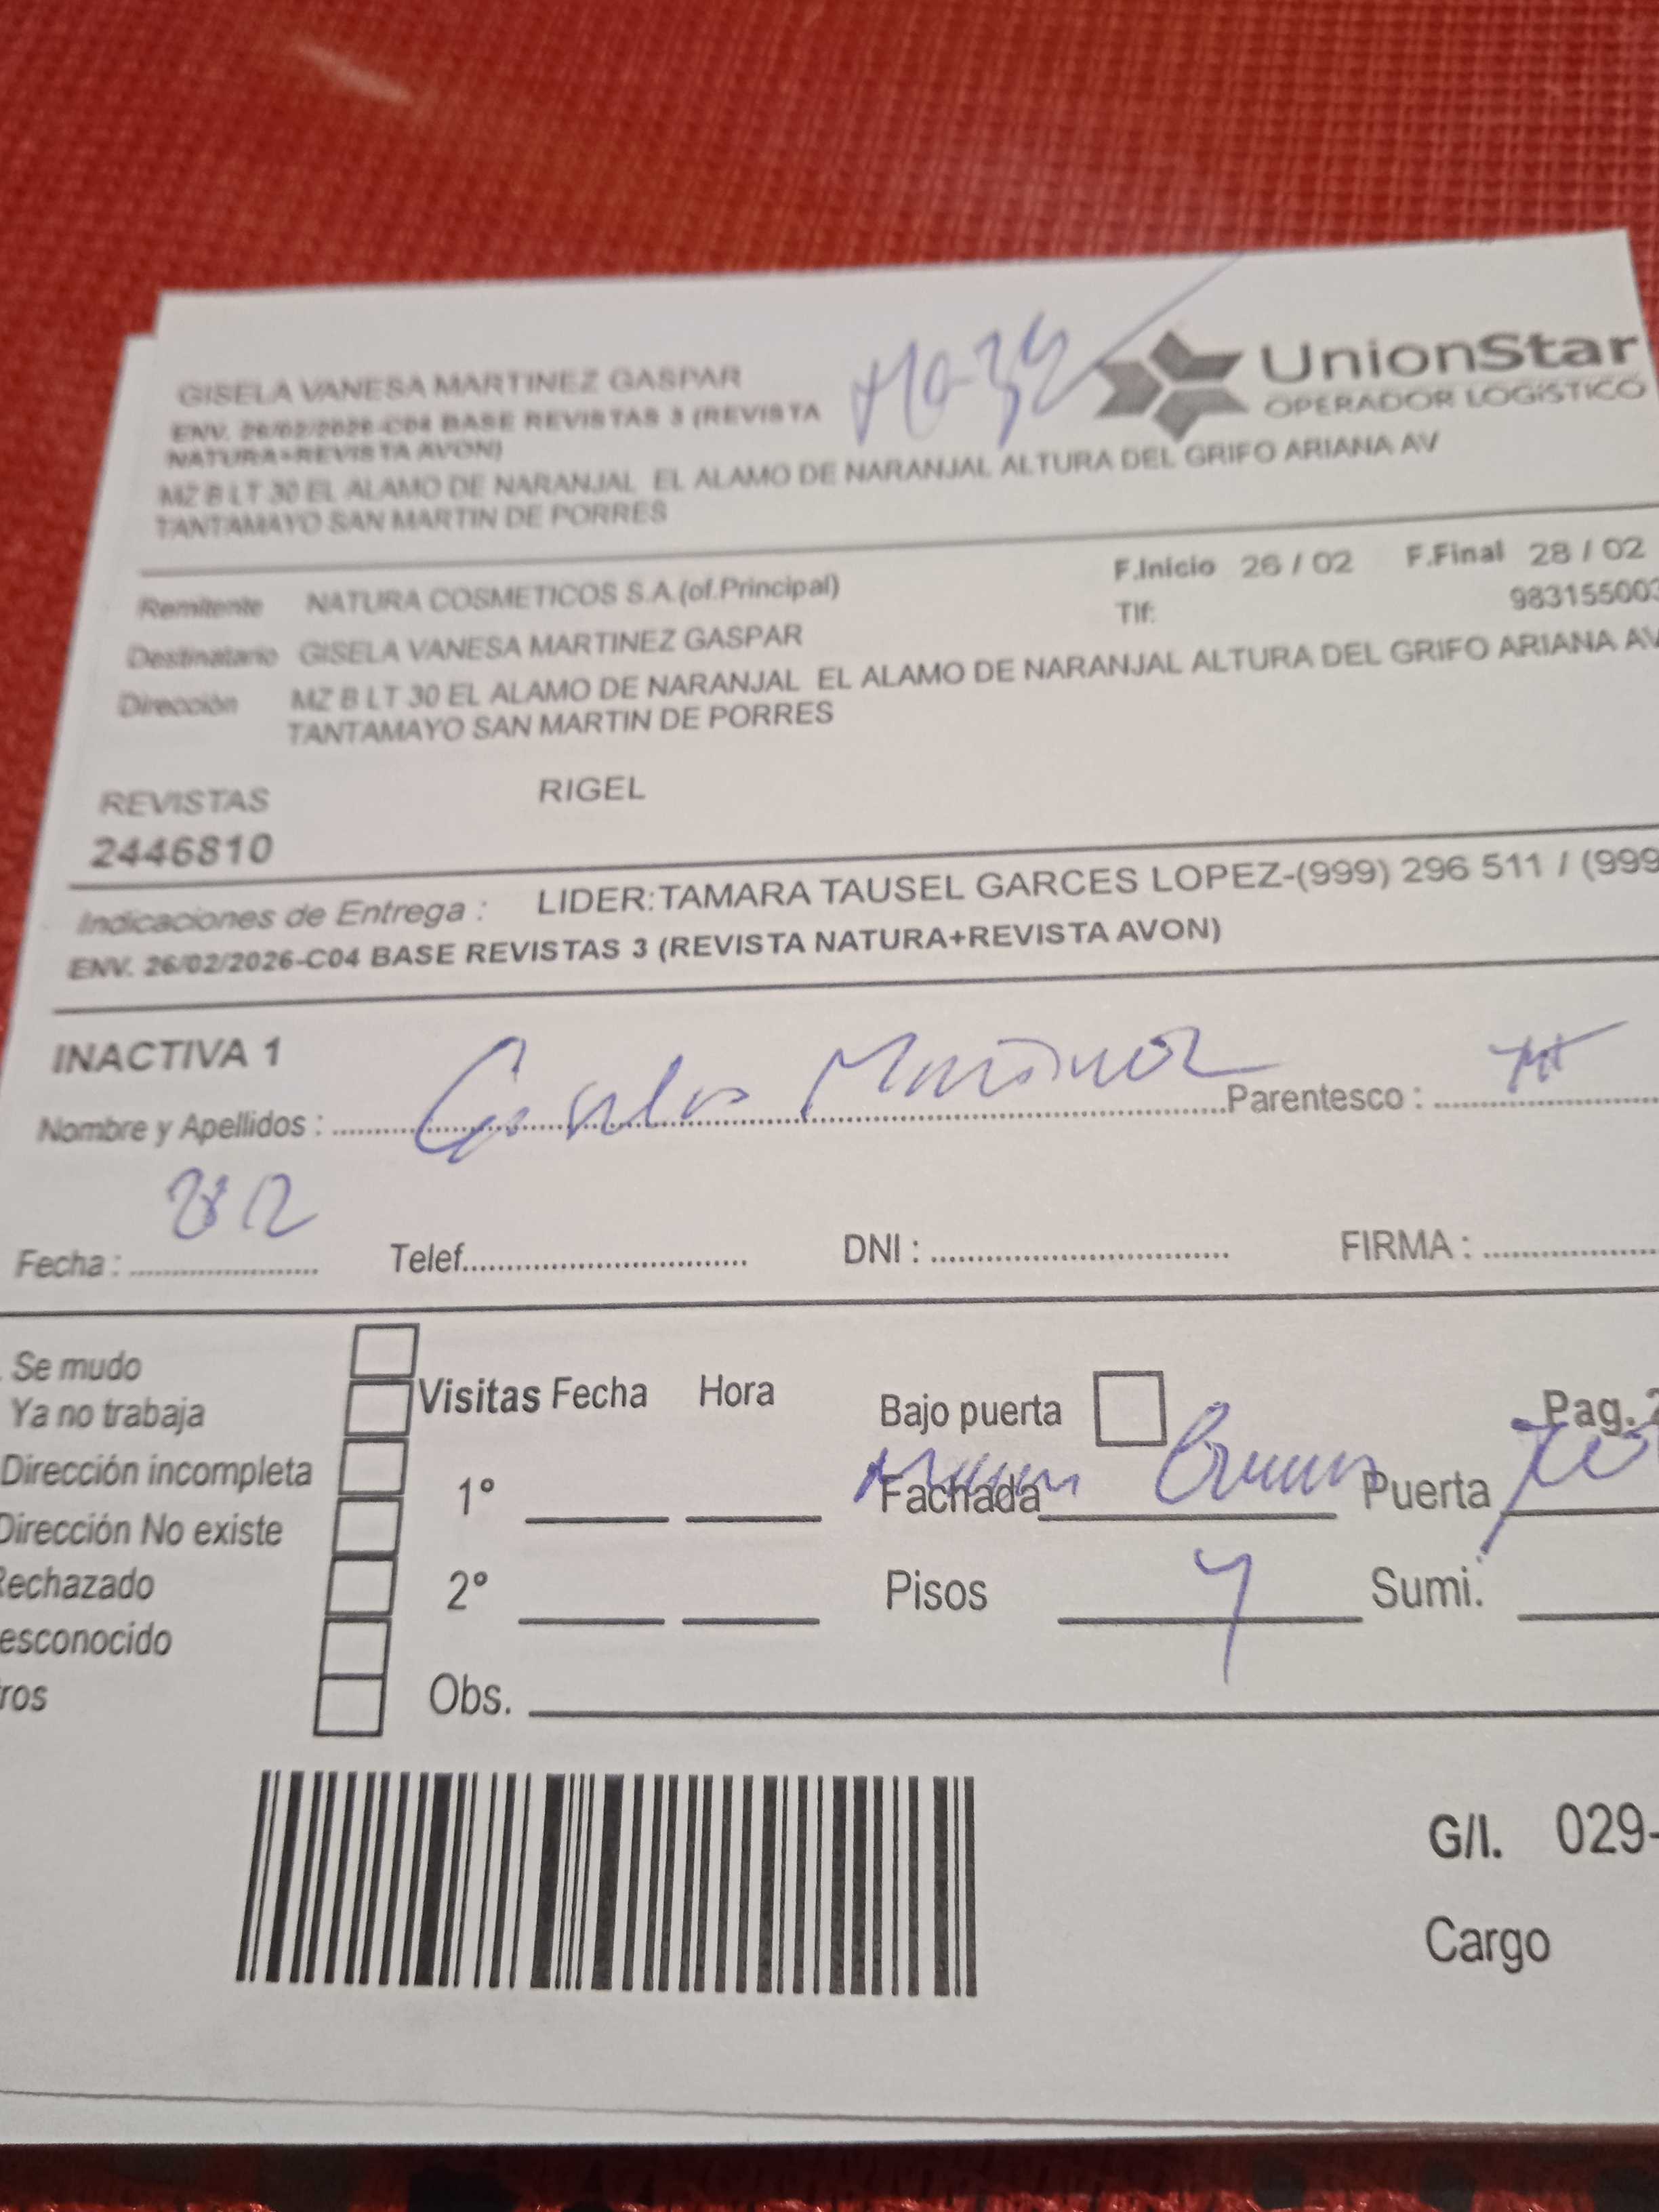 GISELA VANESA MARTINEZ GASPAR
ENV. 26/02/2026-C04 BASE REVISTAS 3 (REVISTA
NATURA+REVISTA AVON)
MZ B LT 30 EL ALAMO DE NARANJAL EL ALAMO DE NARANJAL ALTURA DEL GRIFO ARIANA AV
TANTAMAYO SAN MARTIN DE PORRES
UnionStar
OPERADOR LOGÍSTICO
Remitente NATURA COSMETICOS S.A.(of.Principal)
F.Inicio 26 / 02 F.Final 28 / 02
Tlf: 983155003
Destinatario GISELA VANESA MARTINEZ GASPAR
Dirección MZ B LT 30 EL ALAMO DE NARANJAL EL ALAMO DE NARANJAL ALTURA DEL GRIFO ARIANA AV
TANTAMAYO SAN MARTIN DE PORRES
REVISTAS RIGEL
2446810
Indicaciones de Entrega : LIDER:TAMARA TAUSEL GARCES LOPEZ-(999) 296 511 / (999
ENV. 26/02/2026-C04 BASE REVISTAS 3 (REVISTA NATURA+REVISTA AVON)
INACTIVA 1
Nombre y Apellidos : Carlos Martinez Parentesco :
Fecha : Telef. DNI : FIRMA :
Se mudo
Ya no trabaja
Dirección incompleta
Dirección No existe
Rechazado
esconocido
ros
Visitas Fecha Hora
1°
2°
Obs.
Bajo puerta Pag. 2
Fachada Puerta
Pisos Sumi.
G/I. 029-
Cargo